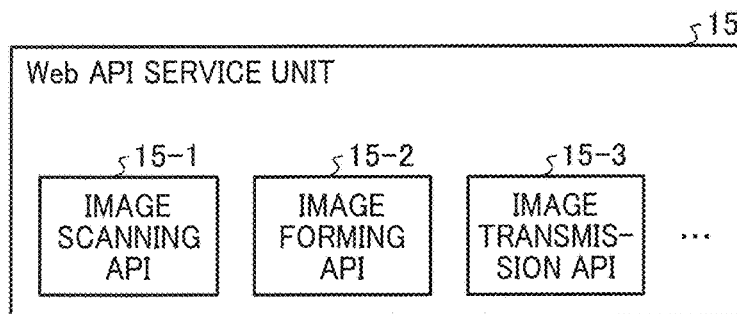 15
Web API SERVICE UNIT
15-1
15-2
15-3
IMAGE
SCANNING
API
IMAGE
FORMING
API
IMAGE
TRANSMIS-
SION API
...